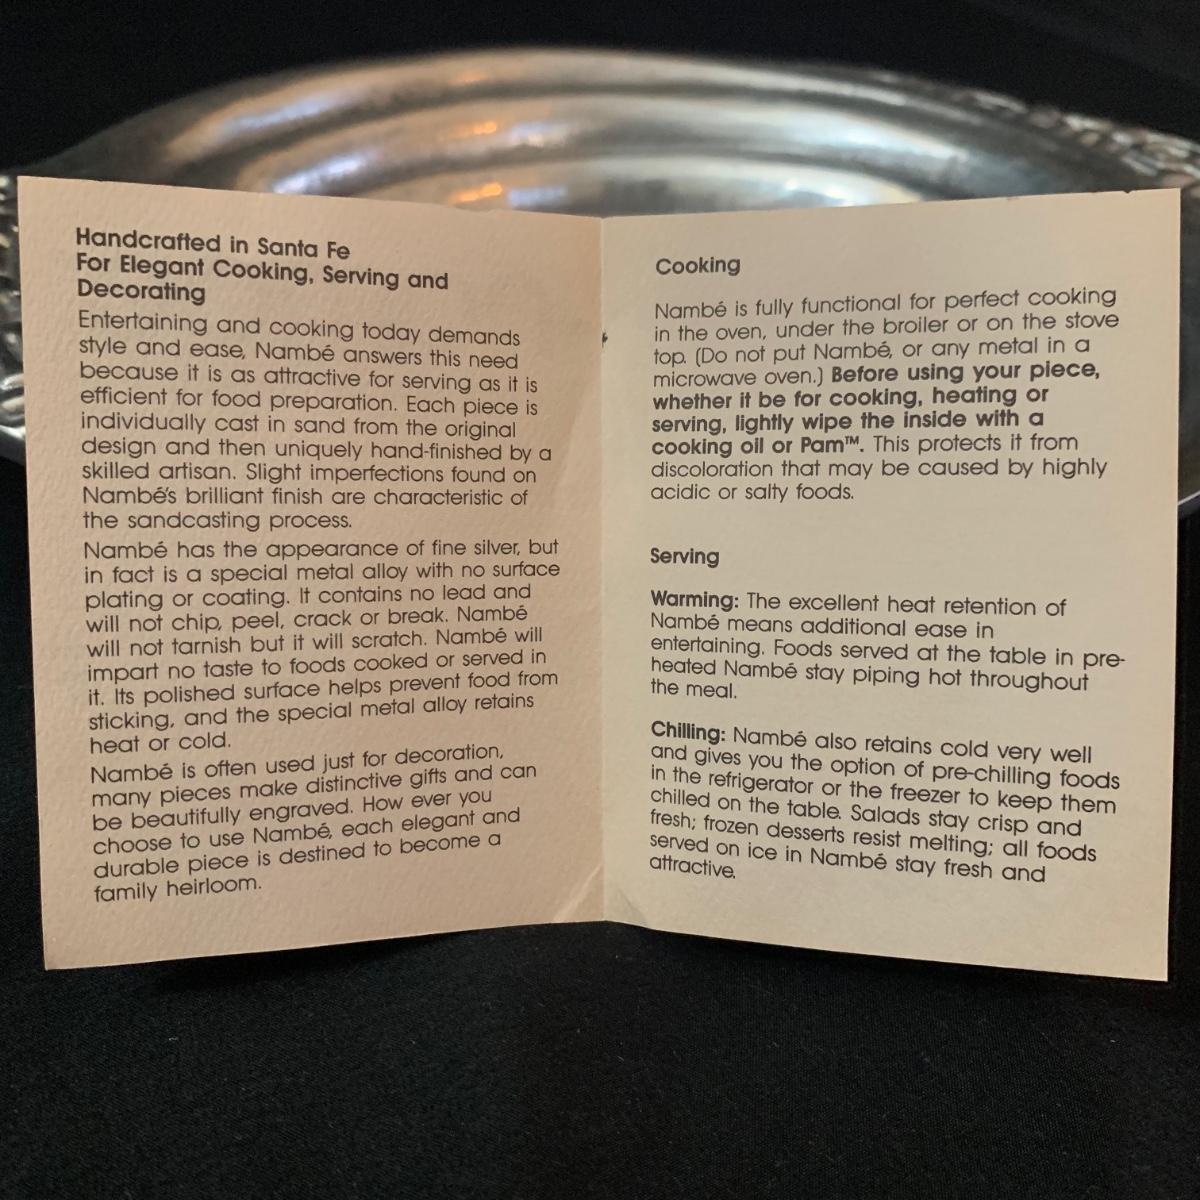 Handcrafted in Santa Fe
For Elegant Cooking, Serving and
Decorating
Entertaining and cooking today demands
style and ease, Nambé answers this need
because it is as attractive for serving as it is
efficient for food preparation. Each piece is
individually cast in sand from the original
design and then uniquely hand-finished by a
skilled artisan. Slight imperfections found on
Nambé's brilliant finish are characteristic of
the sandcasting process.
Nambé has the appearance of fine silver, but
in fact is a special metal alloy with no surface
plating or coating. It contains no lead and
will not chip, peel, crack or break. Nambé
will not tarnish but it will scratch. Nambé will
impart no taste to foods cooked or served in
it. Its polished surface helps prevent food from
sticking, and the special metal alloy retains
heat or cold.
Nambé is often used just for decoration,
many pieces make distinctive gifts and can
be beautifully engraved. How ever you
choose to use Nambé, each elegant and
durable piece is destined to become a
family heirloom.
Cooking
Nambé is fully functional for perfect cooking
in the oven, under the broiler or on the stove
top. (Do not put Nambé, or any metal in a
microwave oven.) Before using your piece,
whether it be for cooking, heating or
serving, lightly wipe the inside with a
cooking oil or Pam™. This protects it from
discoloration that may be caused by highly
acidic or salty foods.
Serving
Warming: The excellent heat retention of
Nambé means additional ease in
entertaining. Foods served at the table in pre-
heated Nambé stay piping hot throughout
the meal.
Chilling: Nambé also retains cold very well
and gives you the option of pre-chilling foods
in the refrigerator or the freezer to keep them
chilled on the table. Salads stay crisp and
fresh; frozen desserts resist melting; all foods
served on ice in Nambé stay fresh and
attractive.